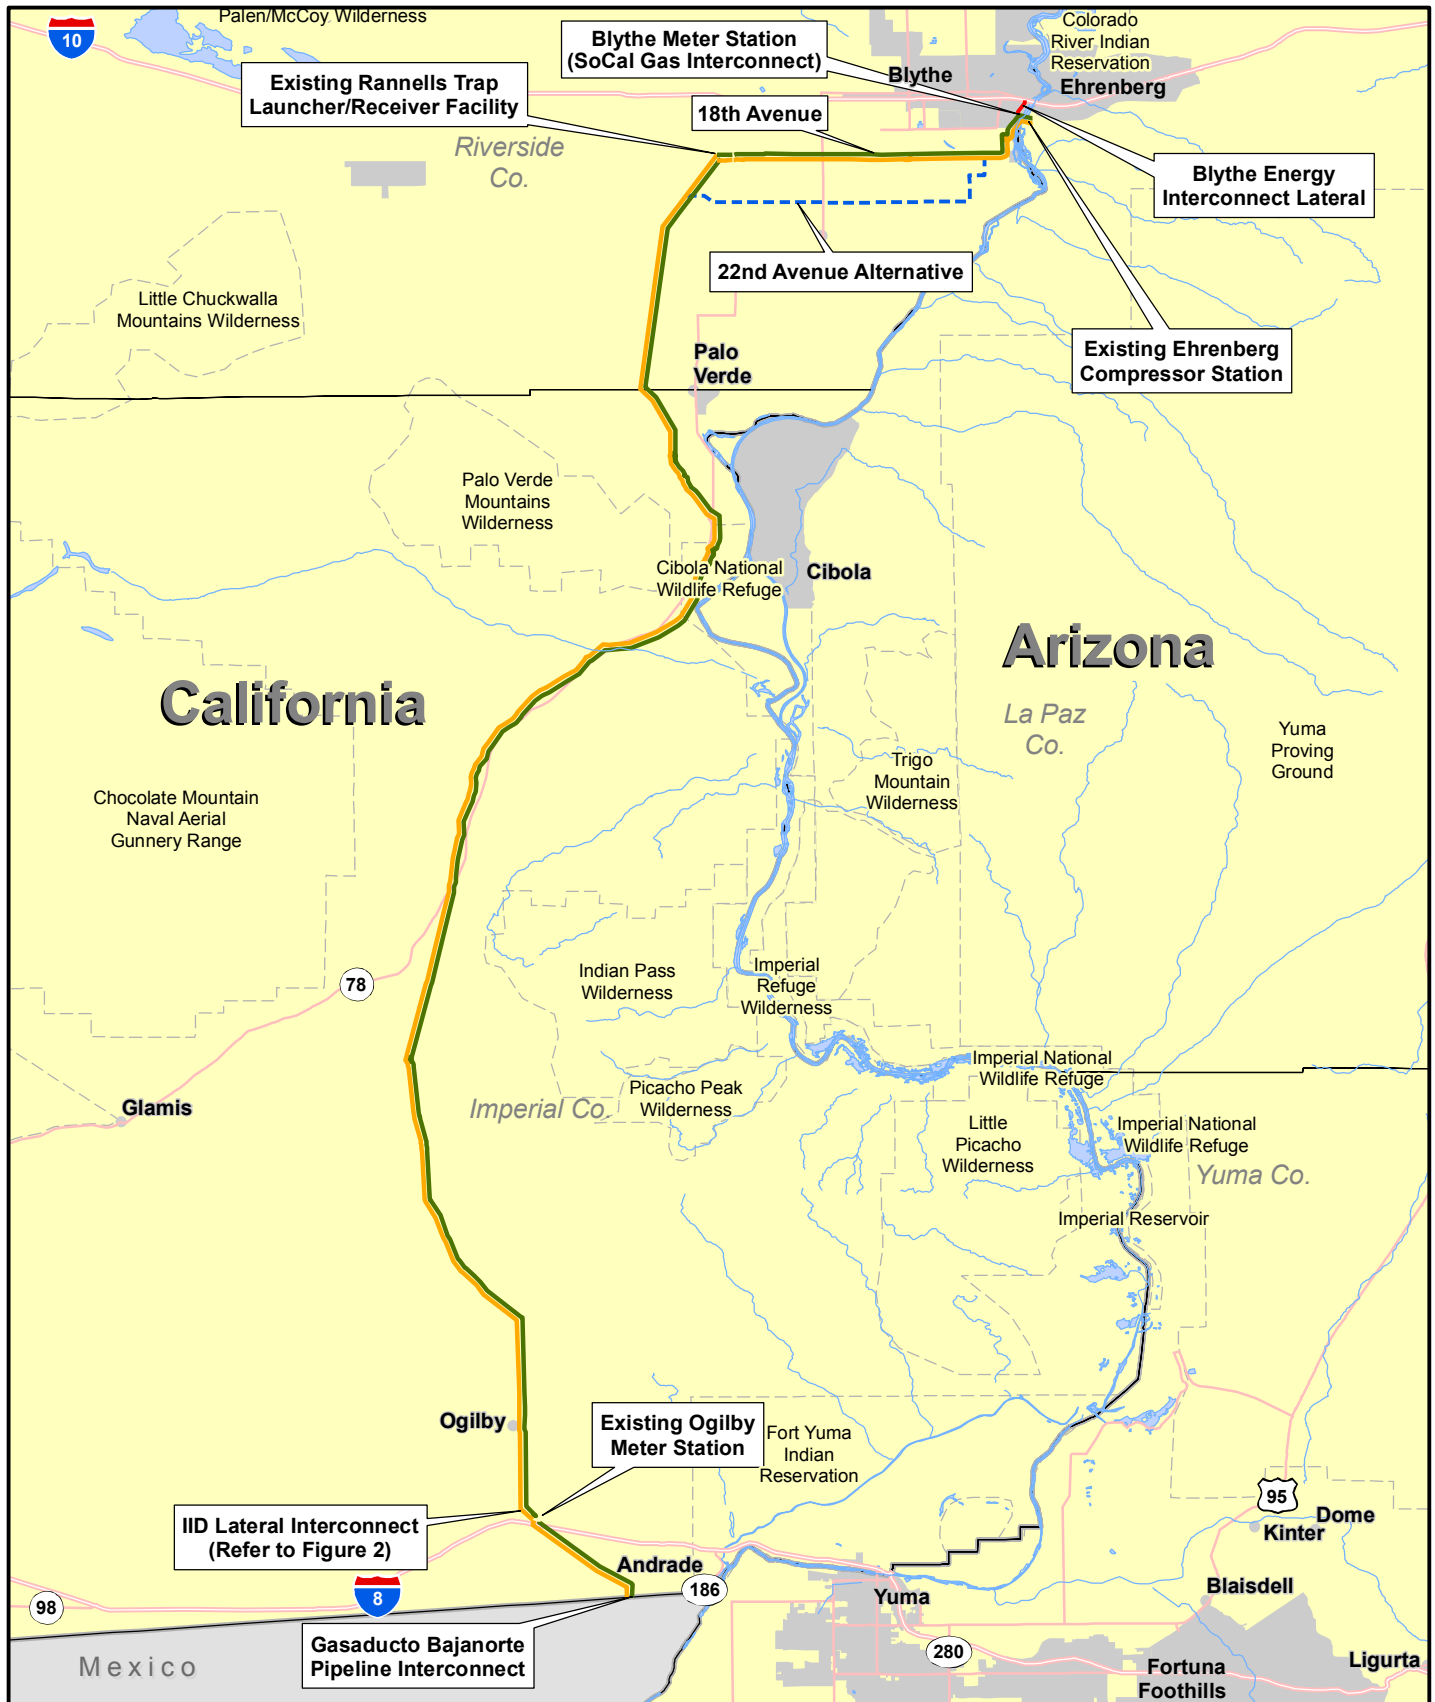 Palen/McCoy Wilderness
10
Blythe Meter Station
(SoCal Gas Interconnect)
Colorado
River Indian
Reservation
Blythe
Ehrenberg
Existing Rannells Trap
Launcher/Receiver Facility
18th Avenue
Riverside
Co.
Blythe Energy
Interconnect Lateral
22nd Avenue Alternative
Little Chuckwalla
Mountains Wilderness
Existing Ehrenberg
Compressor Station
Palo
Verde
Palo Verde
Mountains
Wilderness
Cibola National
Wildlife Refuge
Cibola
Arizona
California
La Paz
Co.
Yuma
Proving
Ground
Trigo
Mountain
Wilderness
Chocolate Mountain
Naval Aerial
Gunnery Range
Indian Pass
Wilderness
Imperial
Refuge
Wilderness
78
Imperial National
Wildlife Refuge
Picacho Peak
Wilderness
Imperial Co.
Glamis
Little
Picacho
Wilderness
Imperial National
Wildlife Refuge
Yuma Co.
Imperial Reservoir
Ogilby
Existing Ogilby
Meter Station
Fort Yuma
Indian
Reservation
95
Dome
Kinter
IID Lateral Interconnect
(Refer to Figure 2)
Andrade
186
8
98
Yuma
Blaisdell
Gasaducto Bajanorte
Pipeline Interconnect
Mexico
280
Fortuna
Foothills
Ligurta